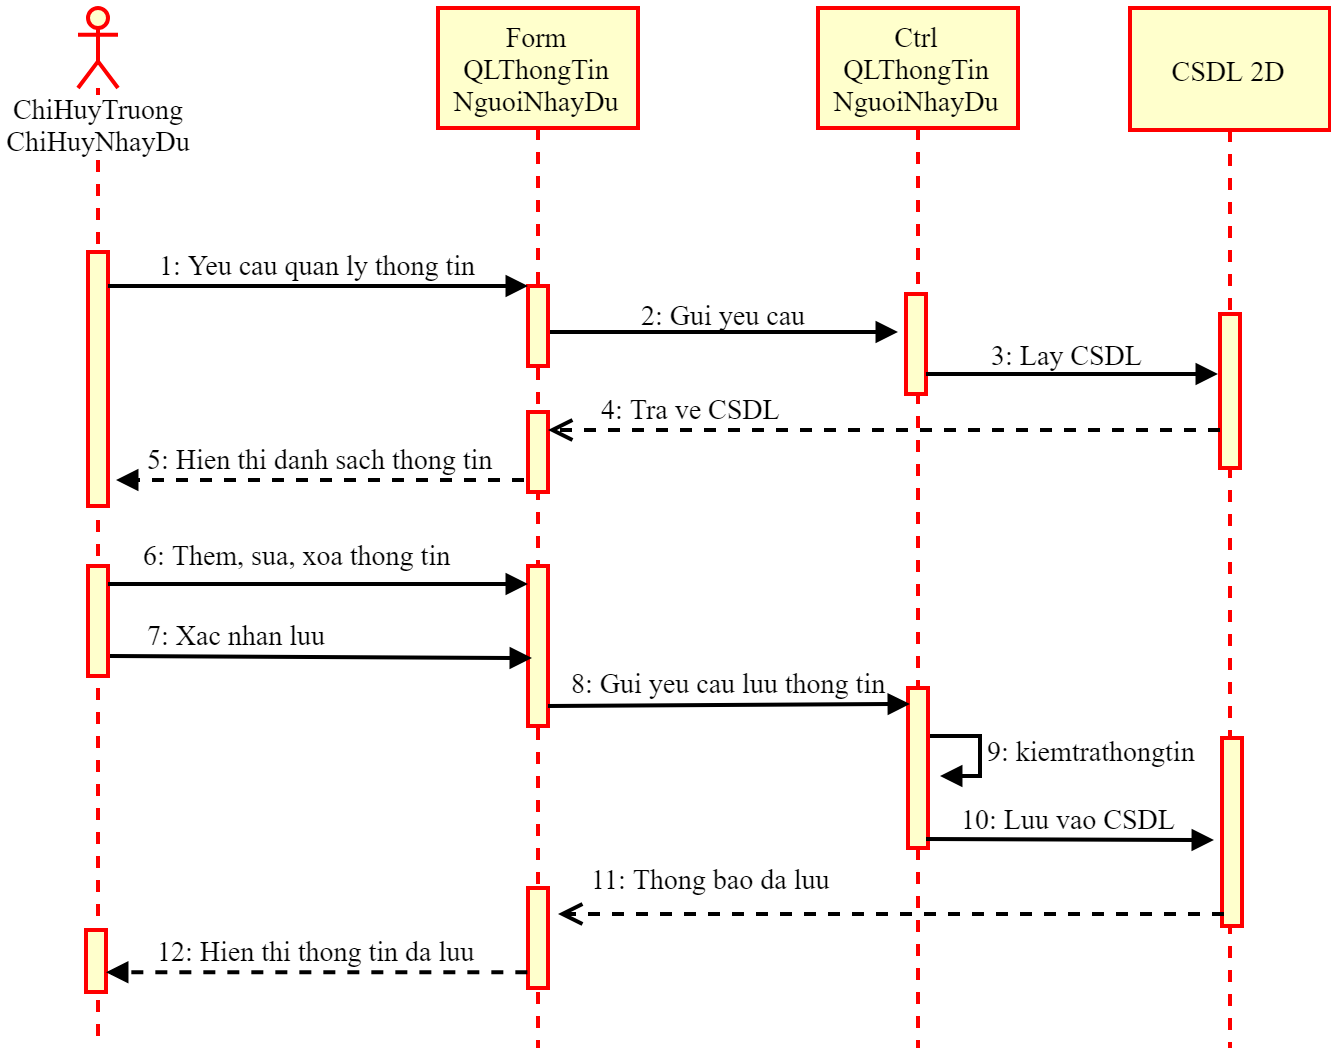 ChiHuyTruong
ChiHuyNhayDu
Form
QLThongTin
NguoiNhayDu
Ctrl
QLThongTin
NguoiNhayDu
CSDL 2D
1: Yeu cau quan ly thong tin
2: Gui yeu cau
3: Lay CSDL
4: Tra ve CSDL
5: Hien thi danh sach thong tin
6: Them, sua, xoa thong tin
7: Xac nhan luu
8: Gui yeu cau luu thong tin
9: kiemtrathongtin
10: Luu vao CSDL
11: Thong bao da luu
12: Hien thi thong tin da luu